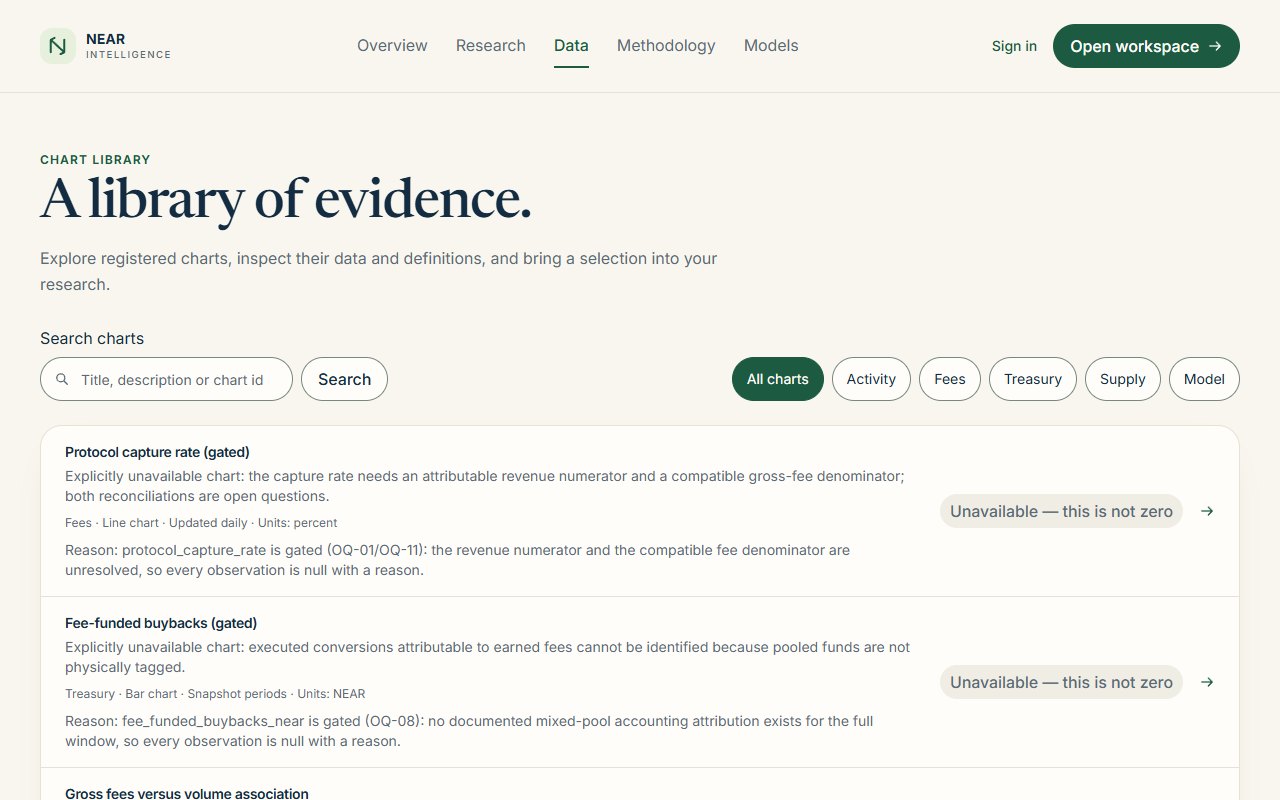 NEAR
INTELLIGENCE
Overview
Research
Data
Methodology
Models
Sign in
Open workspace →
CHART LIBRARY
A library of evidence.
Explore registered charts, inspect their data and definitions, and bring a selection into your
research.
Search charts
Title, description or chart id
Search
All charts
Activity
Fees
Treasury
Supply
Model
Protocol capture rate (gated)
Explicitly unavailable chart: the capture rate needs an attributable revenue numerator and a compatible gross-fee denominator;
both reconciliations are open questions.
Fees · Line chart · Updated daily · Units: percent
Reason: protocol_capture_rate is gated (OQ-01/OQ-11): the revenue numerator and the compatible fee denominator are
unresolved, so every observation is null with a reason.
Unavailable — this is not zero →
Fee-funded buybacks (gated)
Explicitly unavailable chart: executed conversions attributable to earned fees cannot be identified because pooled funds are not
physically tagged.
Treasury · Bar chart · Snapshot periods · Units: NEAR
Reason: fee_funded_buybacks_near is gated (OQ-08): no documented mixed-pool accounting attribution exists for the full
window, so every observation is null with a reason.
Unavailable — this is not zero →
Gross fees versus volume association